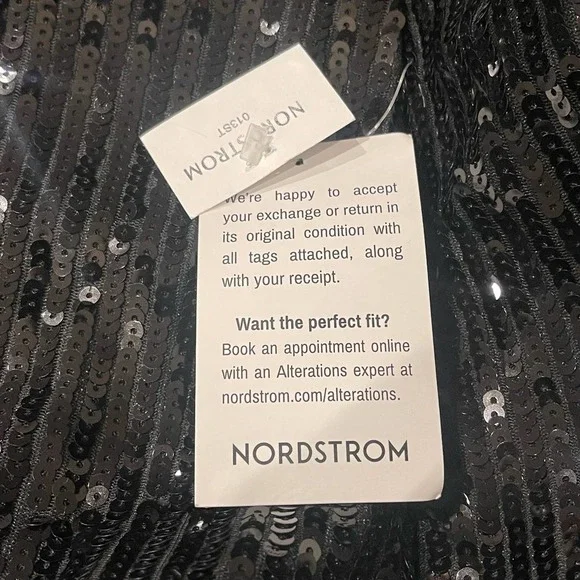 NORDSTROM
013ST
We're happy to accept
your exchange or return in
its original condition with
all tags attached, along
with your receipt.
Want the perfect fit?
Book an appointment online
with an Alterations expert at
nordstrom.com/alterations.
NORDSTROM